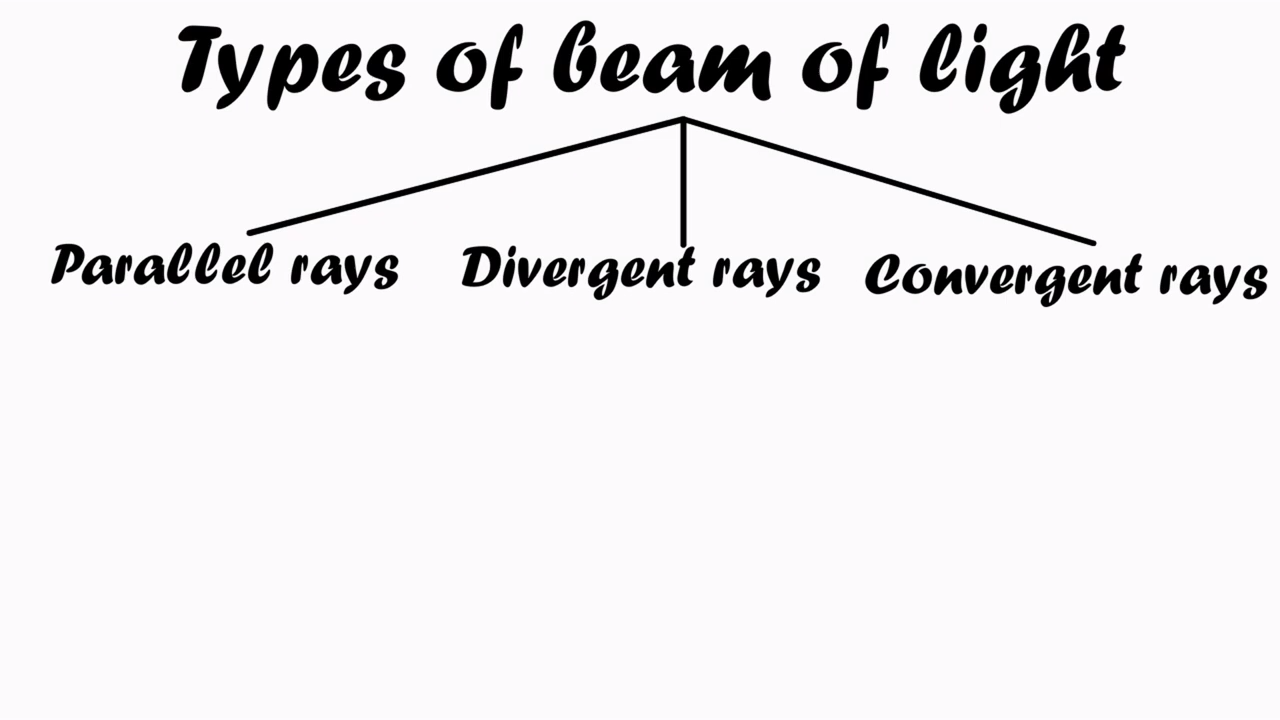 Types of beam of light
Parallel rays
Divergent rays
Convergent rays